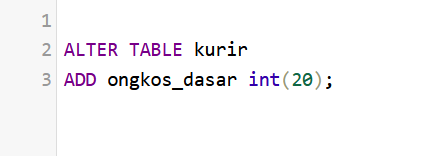 1
2 ALTER TABLE kurir
3 ADD ongkos_dasar int(20);